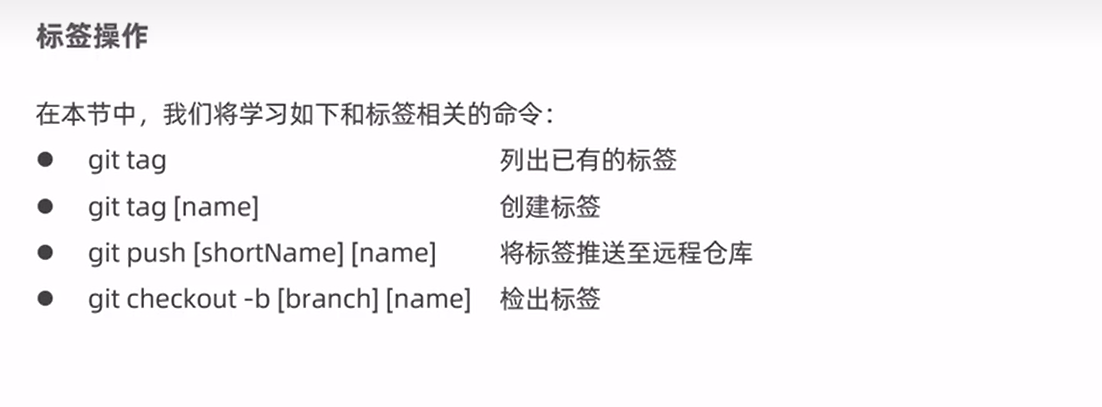 标签操作
在本节中，我们将学习如下和标签相关的命令：
● git tag 列出已有的标签
● git tag [name] 创建标签
● git push [shortName] [name] 将标签推送至远程仓库
● git checkout -b [branch] [name] 检出标签